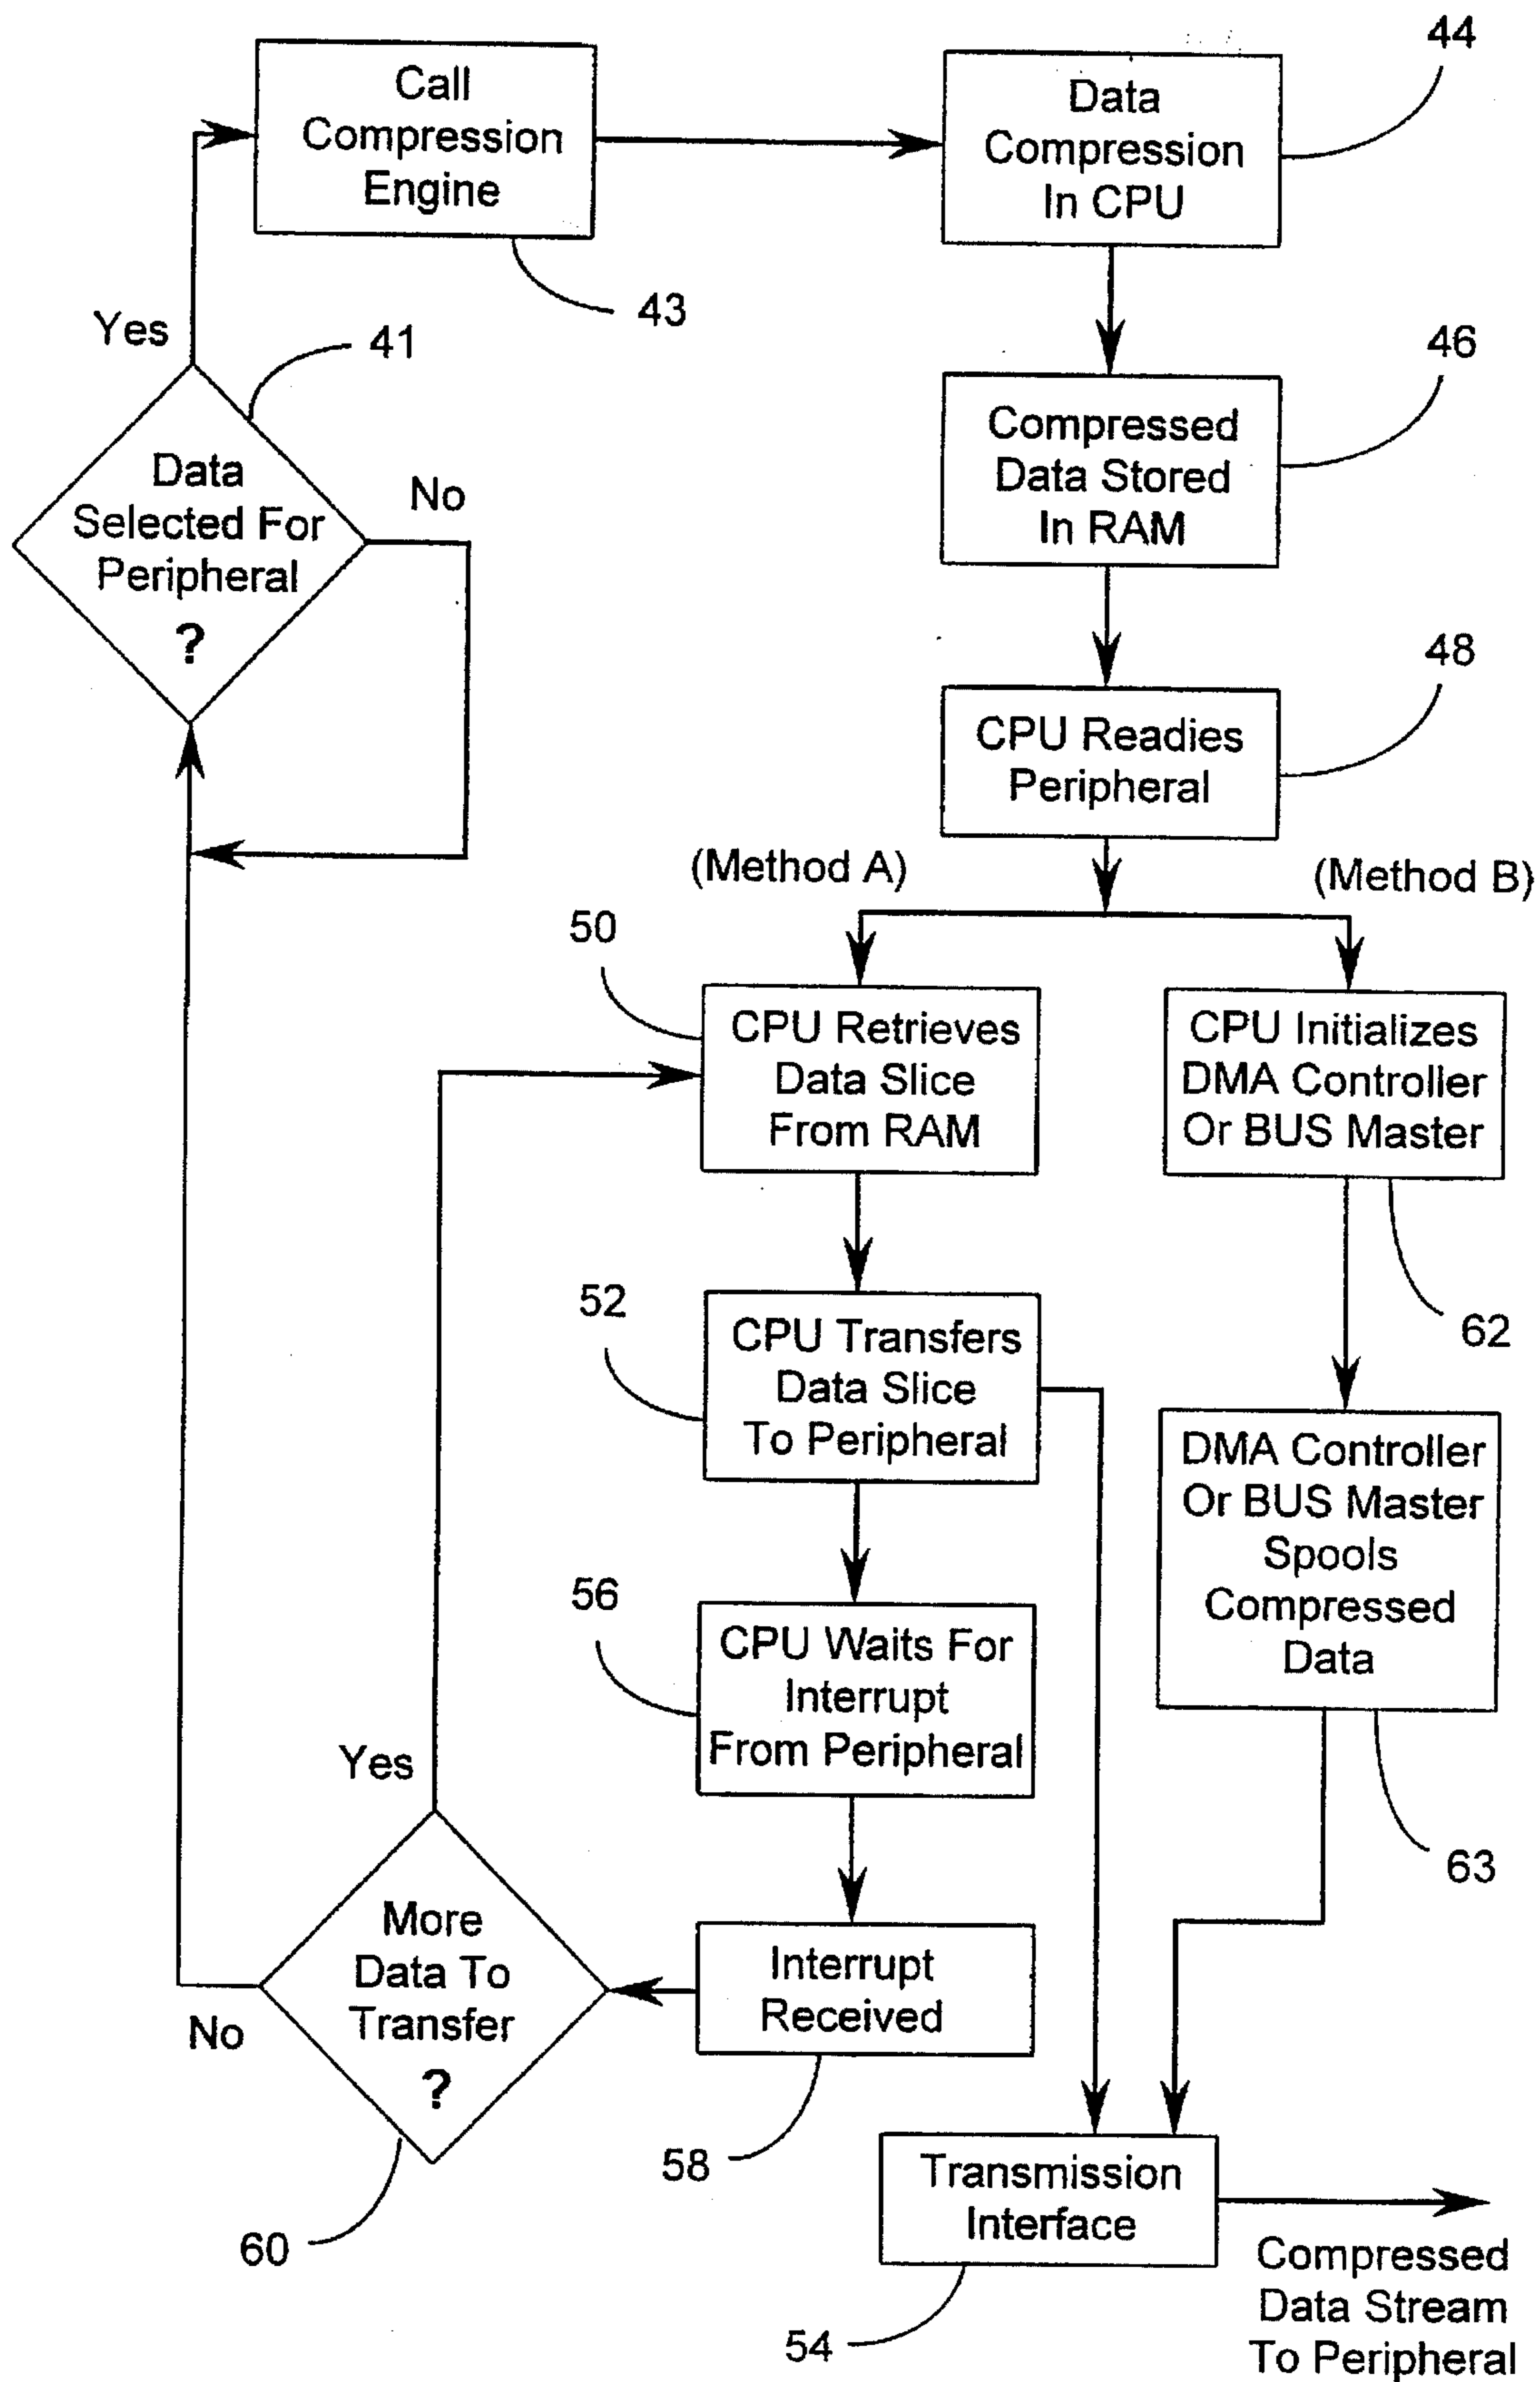 Call
Compression
Engine
43
Data
Compression
In CPU
44
Yes
41
Data
Selected For
Peripheral
?
No
Compressed
Data Stored
In RAM
46
CPU Readies
Peripheral
48
(Method A)
(Method B)
50
CPU Retrieves
Data Slice
From RAM
CPU Initializes
DMA Controller
Or BUS Master
62
52
CPU Transfers
Data Slice
To Peripheral
DMA Controller
Or BUS Master
Spools
Compressed
Data
63
56
CPU Waits For
Interrupt
From Peripheral
Yes
More
Data To
Transfer
?
No
60
Interrupt
Received
58
Transmission
Interface
54
Compressed
Data Stream
To Peripheral